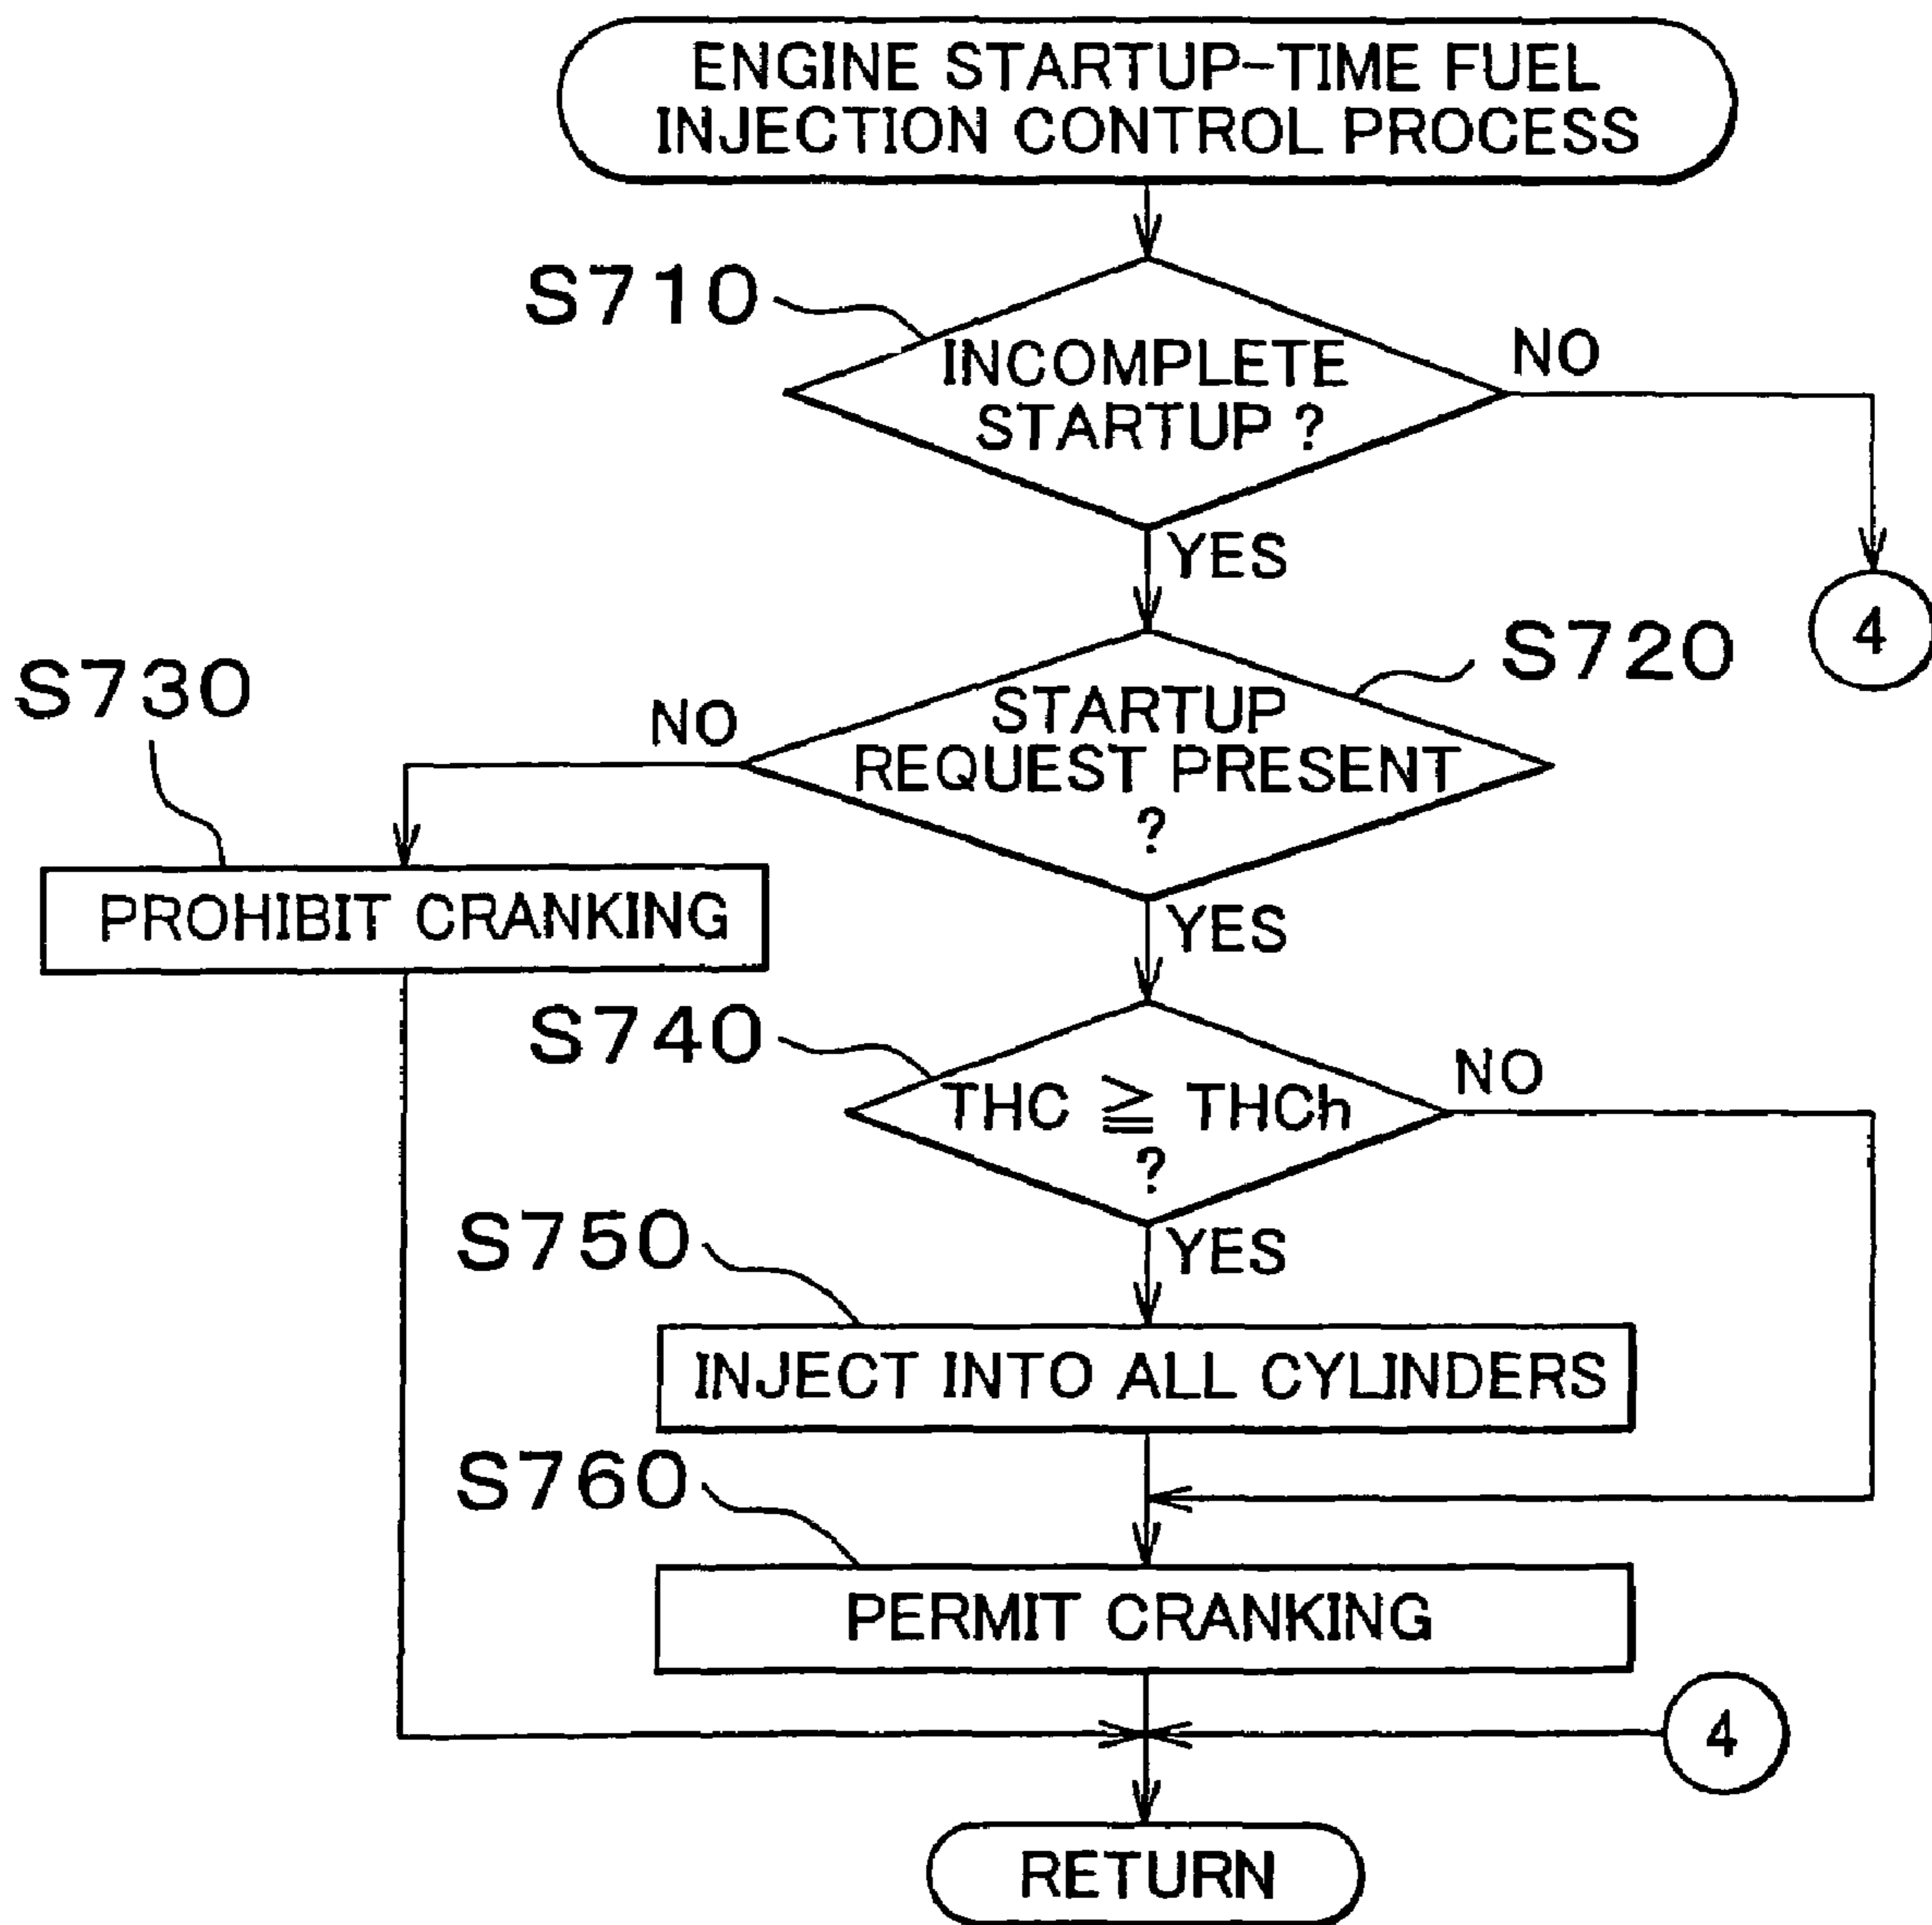 ENGINE STARTUP-TIME FUEL
INJECTION CONTROL PROCESS
S710
INCOMPLETE
STARTUP ?
NO
YES
4
S720
S730
NO
STARTUP
REQUEST PRESENT
?
PROHIBIT CRANKING
YES
S740
THC ≧ THCh
?
NO
YES
S750
INJECT INTO ALL CYLINDERS
S760
PERMIT CRANKING
4
RETURN